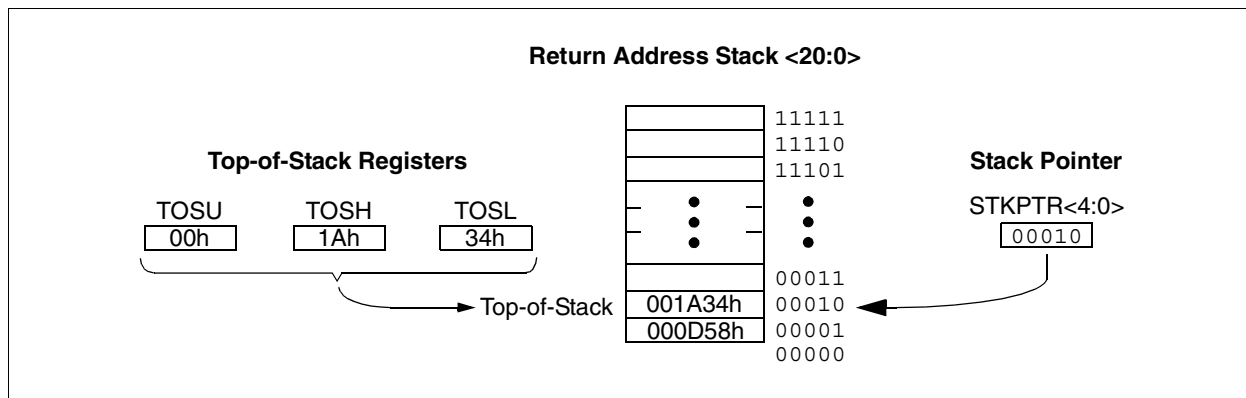 Return Address Stack <20:0>
11111
11110
11101
Top-of-Stack Registers
Stack Pointer
TOSU TOSH TOSL
STKPTR<4:0>
00h 1Ah 34h
00010
00011
Top-of-Stack 001A34h 00010
000D58h 00001
00000